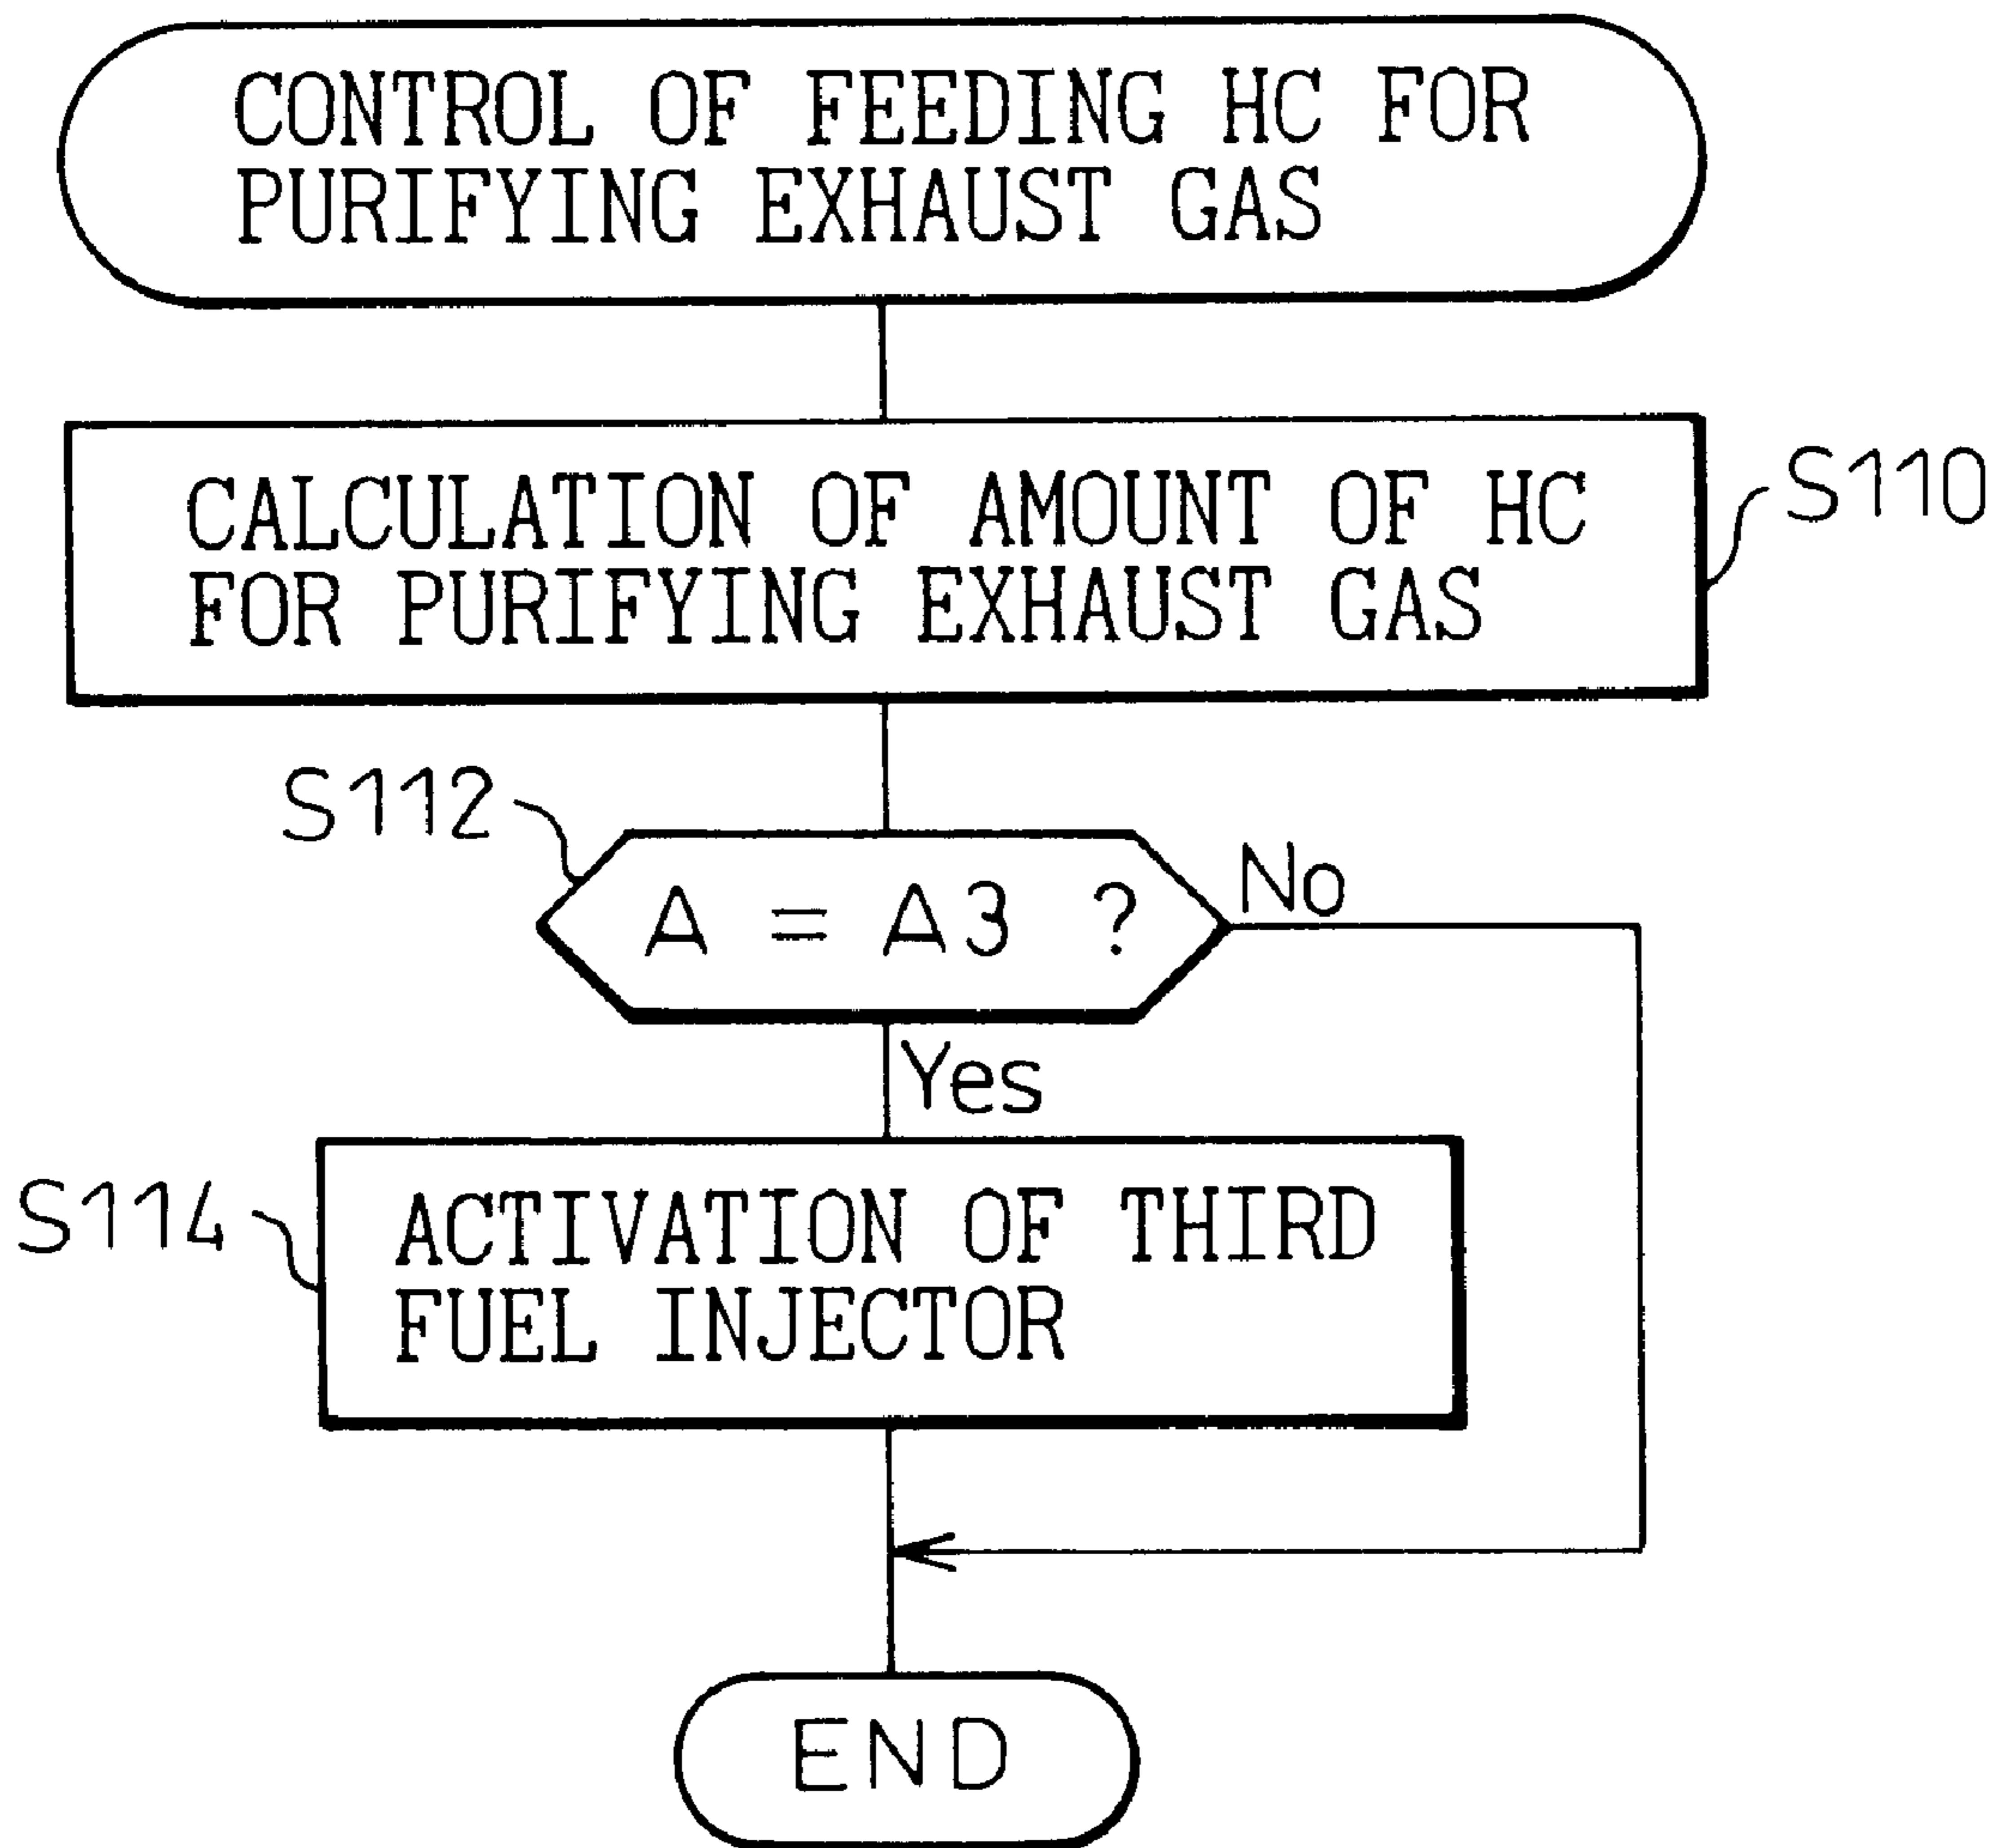 CONTROL OF FEEDING HC FOR
PURIFYING EXHAUST GAS
CALCULATION OF AMOUNT OF HC
FOR PURIFYING EXHAUST GAS
S110
S112
A = A3 ?
No
Yes
S114
ACTIVATION OF THIRD
FUEL INJECTOR
END